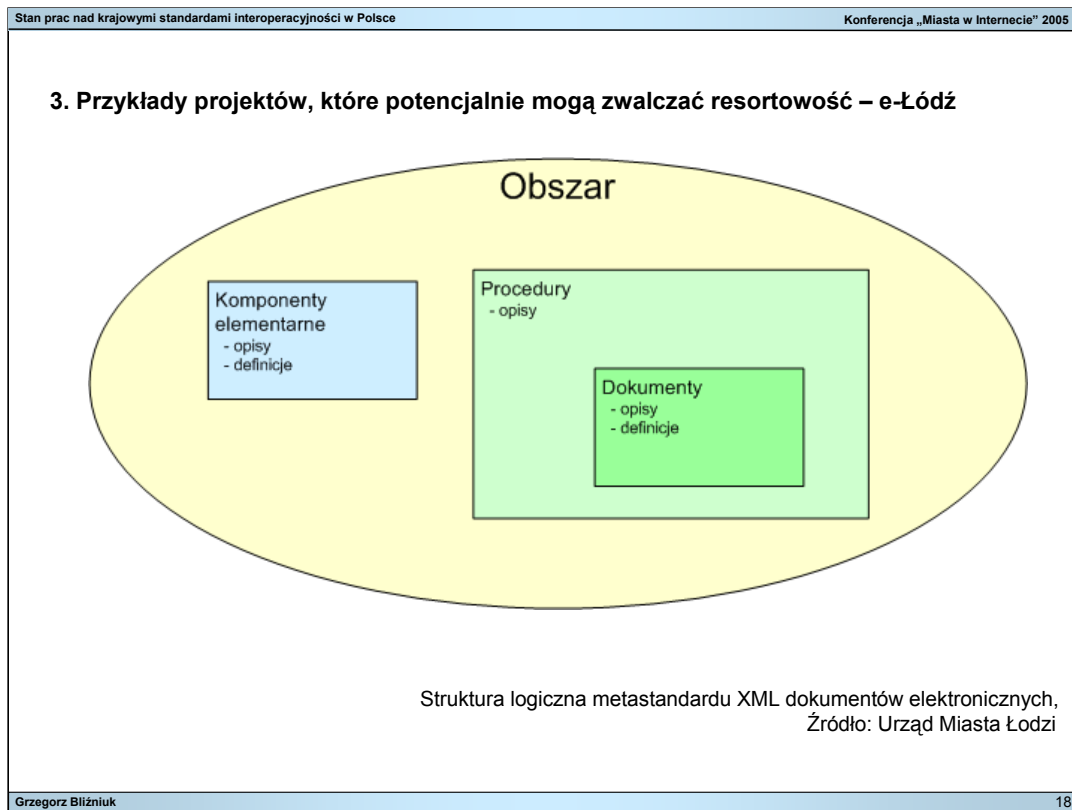 Stan prac nad krajowymi standardami interoperacyjności w Polsce
Konferencja „Miasta w Internecie” 2005
3. Przykłady projektów, które potencjalnie mogą zwalczać resortowość – e-Łódź
Obszar
Komponenty
elementarne
- opisy
- definicje
Procedury
- opisy
Dokumenty
- opisy
- definicje
Struktura logiczna metastandardu XML dokumentów elektronicznych,
Źródło: Urząd Miasta Łodzi
Grzegorz Bliźniuk
18